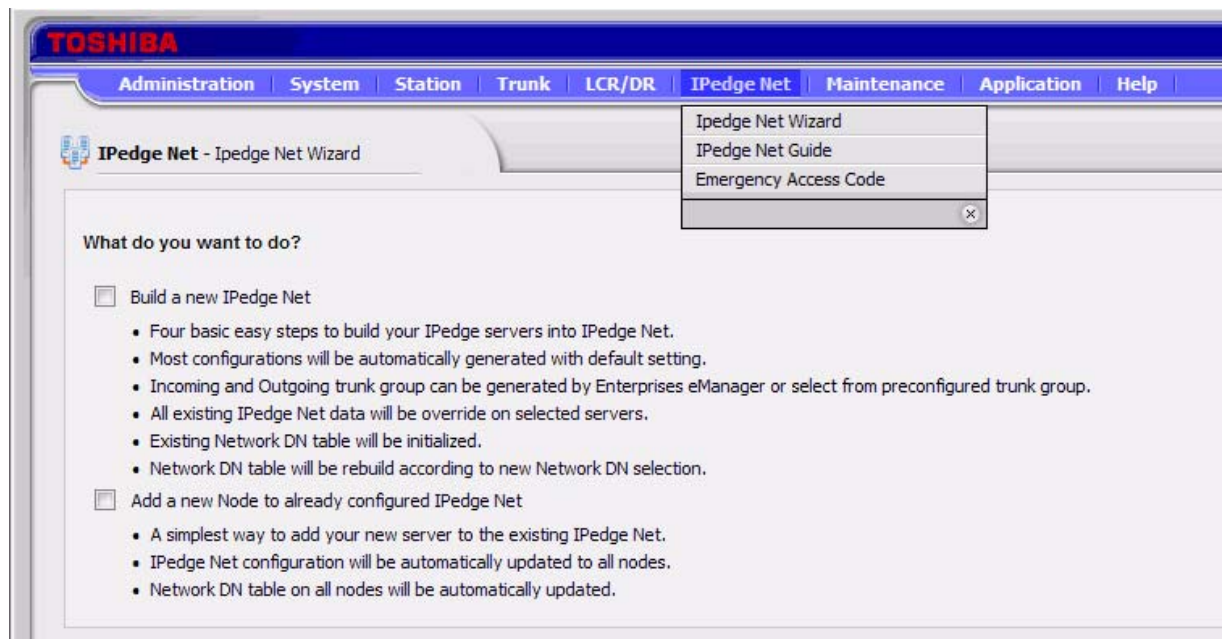 TOSHIBA
Administration System Station Trunk LCR/DR IPedge Net Maintenance Application Help
Ipedge Net Wizard
IPedge Net Guide
Emergency Access Code
IPedge Net - Ipedge Net Wizard
What do you want to do?
Build a new IPedge Net
• Four basic easy steps to build your IPedge servers into IPedge Net.
• Most configurations will be automatically generated with default setting.
• Incoming and Outgoing trunk group can be generated by Enterprises eManager or select from preconfigured trunk group.
• All existing IPedge Net data will be override on selected servers.
• Existing Network DN table will be initialized.
• Network DN table will be rebuild according to new Network DN selection.
Add a new Node to already configured IPedge Net
• A simplest way to add your new server to the existing IPedge Net.
• IPedge Net configuration will be automatically updated to all nodes.
• Network DN table on all nodes will be automatically updated.